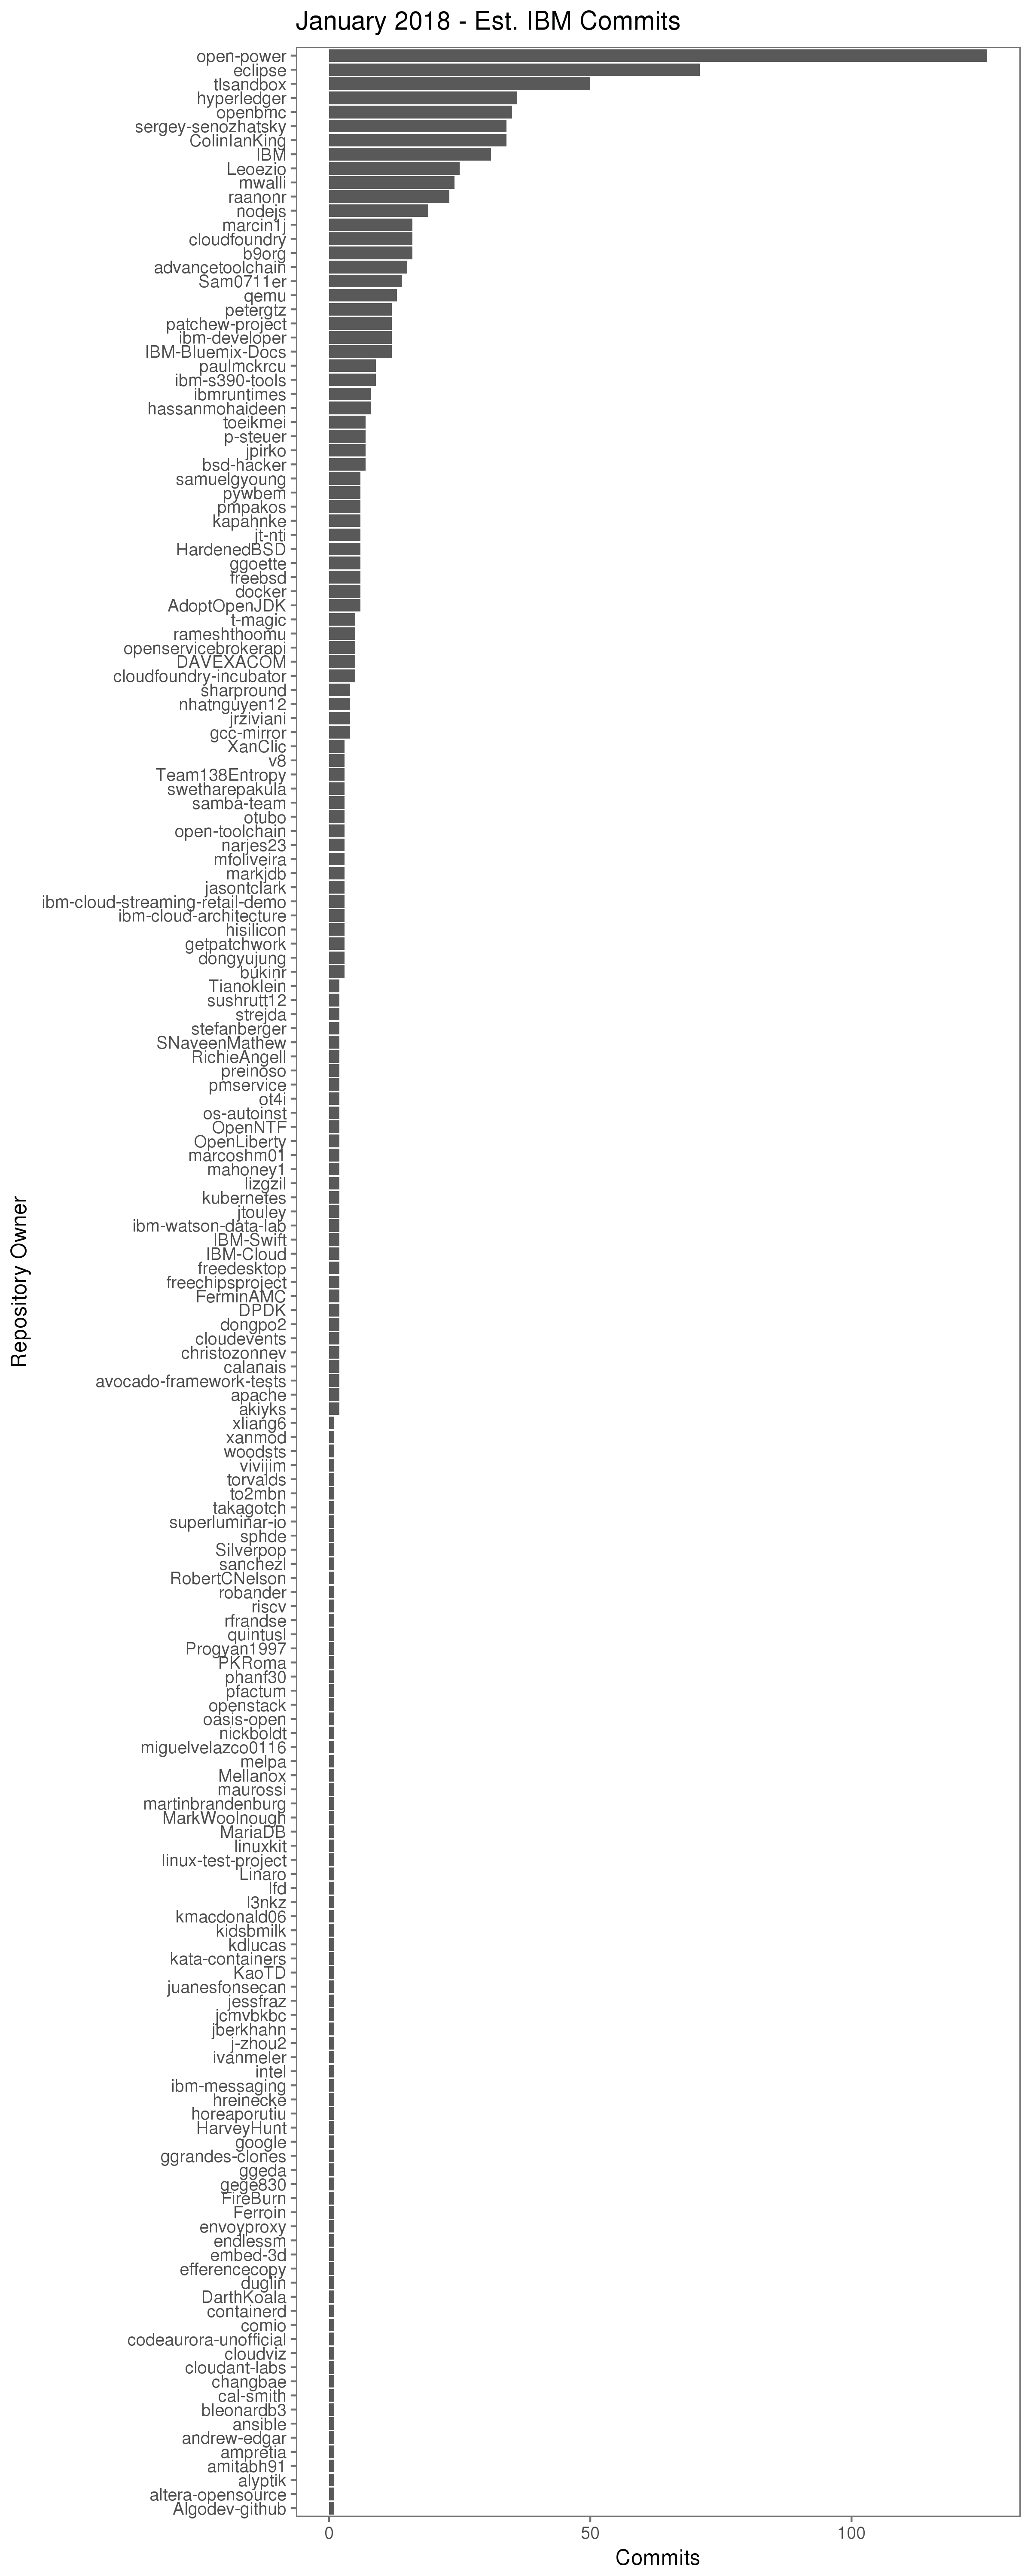 January 2018 - Est. IBM Commits
open-power
eclipse
tlsandbox
hyperledger
openbmc
sergey-senozhatsky
ColinIanKing
IBM
Leoezio
mwalli
raanonr
nodejs
marcin1j
cloudfoundry
b9org
advancetoolchain
Sam0711er
qemu
petergtz
patchew-project
ibm-developer
IBM-Bluemix-Docs
paulmckrcu
ibm-s390-tools
ibmruntimes
hassanmohaideen
toeikmei
p-steuer
jpirko
bsd-hacker
samuelgyoung
pywbem
pmpakos
kapahnke
jt-nti
HardenedBSD
ggoette
freebsd
docker
AdoptOpenJDK
t-magic
rameshthoomu
openservicebrokerapi
DAVEXACOM
cloudfoundry-incubator
sharpround
nhatnguyen12
jrziviani
gcc-mirror
XanClic
v8
Team138Entropy
swetharepakula
samba-team
otubo
open-toolchain
narjes23
mfoliveira
markjdb
jasontclark
ibm-cloud-streaming-retail-demo
ibm-cloud-architecture
hisilicon
getpatchwork
dongyujung
bukinr
Tianoklein
sushrutt12
strejda
stefanberger
SNaveenMathew
RichieAngell
preinoso
pmservice
ot4i
os-autoinst
OpenNTF
OpenLiberty
marcoshm01
mahoney1
lizgzil
kubernetes
jtouley
ibm-watson-data-lab
IBM-Swift
IBM-Cloud
freedesktop
freechipsproject
FerminAMC
DPDK
dongpo2
cloudevents
christozonnev
calanais
avocado-framework-tests
apache
akiyks
xliang6
xanmod
woodsts
vivijim
torvalds
to2mbn
takagotch
superluminar-io
sphde
Silverpop
sanchezl
RobertCNelson
robander
riscv
rfrandse
quintusl
Progyan1997
PKRoma
phanf30
pfactum
openstack
oasis-open
nickboldt
miguelvelazco0116
melpa
Mellanox
maurossi
martinbrandenburg
MarkWoolnough
MariaDB
linuxkit
linux-test-project
Linaro
lfd
l3nkz
kmacdonald06
kidsbmilk
kdlucas
kata-containers
KaoTD
juanesfonsecan
jessfraz
jcmvbkbc
jberkhahn
j-zhou2
ivanmeler
intel
ibm-messaging
hreinecke
horeaporutiu
HarveyHunt
google
ggrandes-clones
ggeda
gege830
FireBurn
Ferroin
envoyproxy
endlessm
embed-3d
efferencecopy
duglin
DarthKoala
containerd
comio
codeaurora-unofficial
cloudviz
cloudant-labs
changbae
cal-smith
bleonardb3
ansible
andrew-edgar
ampretia
amitabh91
alyptik
altera-opensource
Algodev-github
Repository Owner
0 50 100
Commits